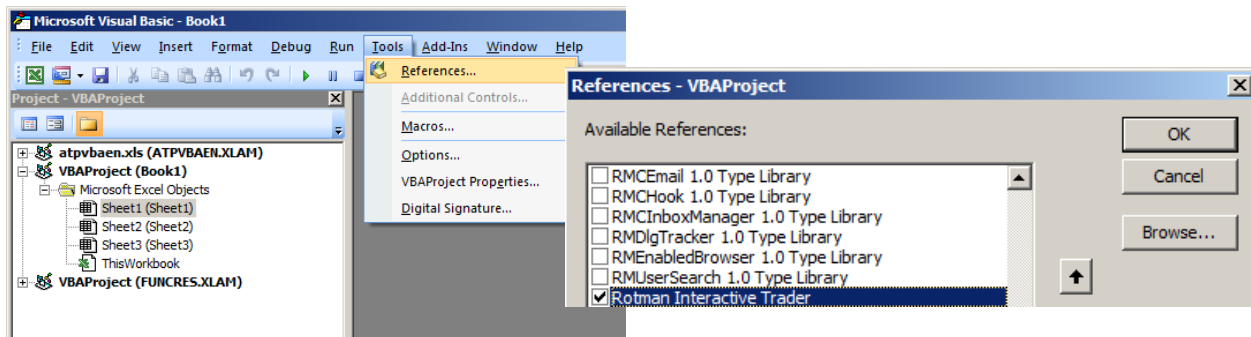 Microsoft Visual Basic - Book1
File Edit View Insert Format Debug Run Tools Add-Ins Window Help
Project - VBAProject
atpvbaen.xls (ATPVBAEN.XLAM)
VBAProject (Book1)
Microsoft Excel Objects
Sheet1 (Sheet1)
Sheet2 (Sheet2)
Sheet3 (Sheet3)
ThisWorkbook
VBAProject (FUNCRES.XLAM)
References...
Additional Controls...
Macros...
Options...
VBAProject Properties...
Digital Signature...
References - VBAProject
Available References:
RMCEmail 1.0 Type Library
RMCHook 1.0 Type Library
RMCInboxManager 1.0 Type Library
RMDlgTracker 1.0 Type Library
RMEnabledBrowser 1.0 Type Library
RMUserSearch 1.0 Type Library
Rotman Interactive Trader
OK
Cancel
Browse...